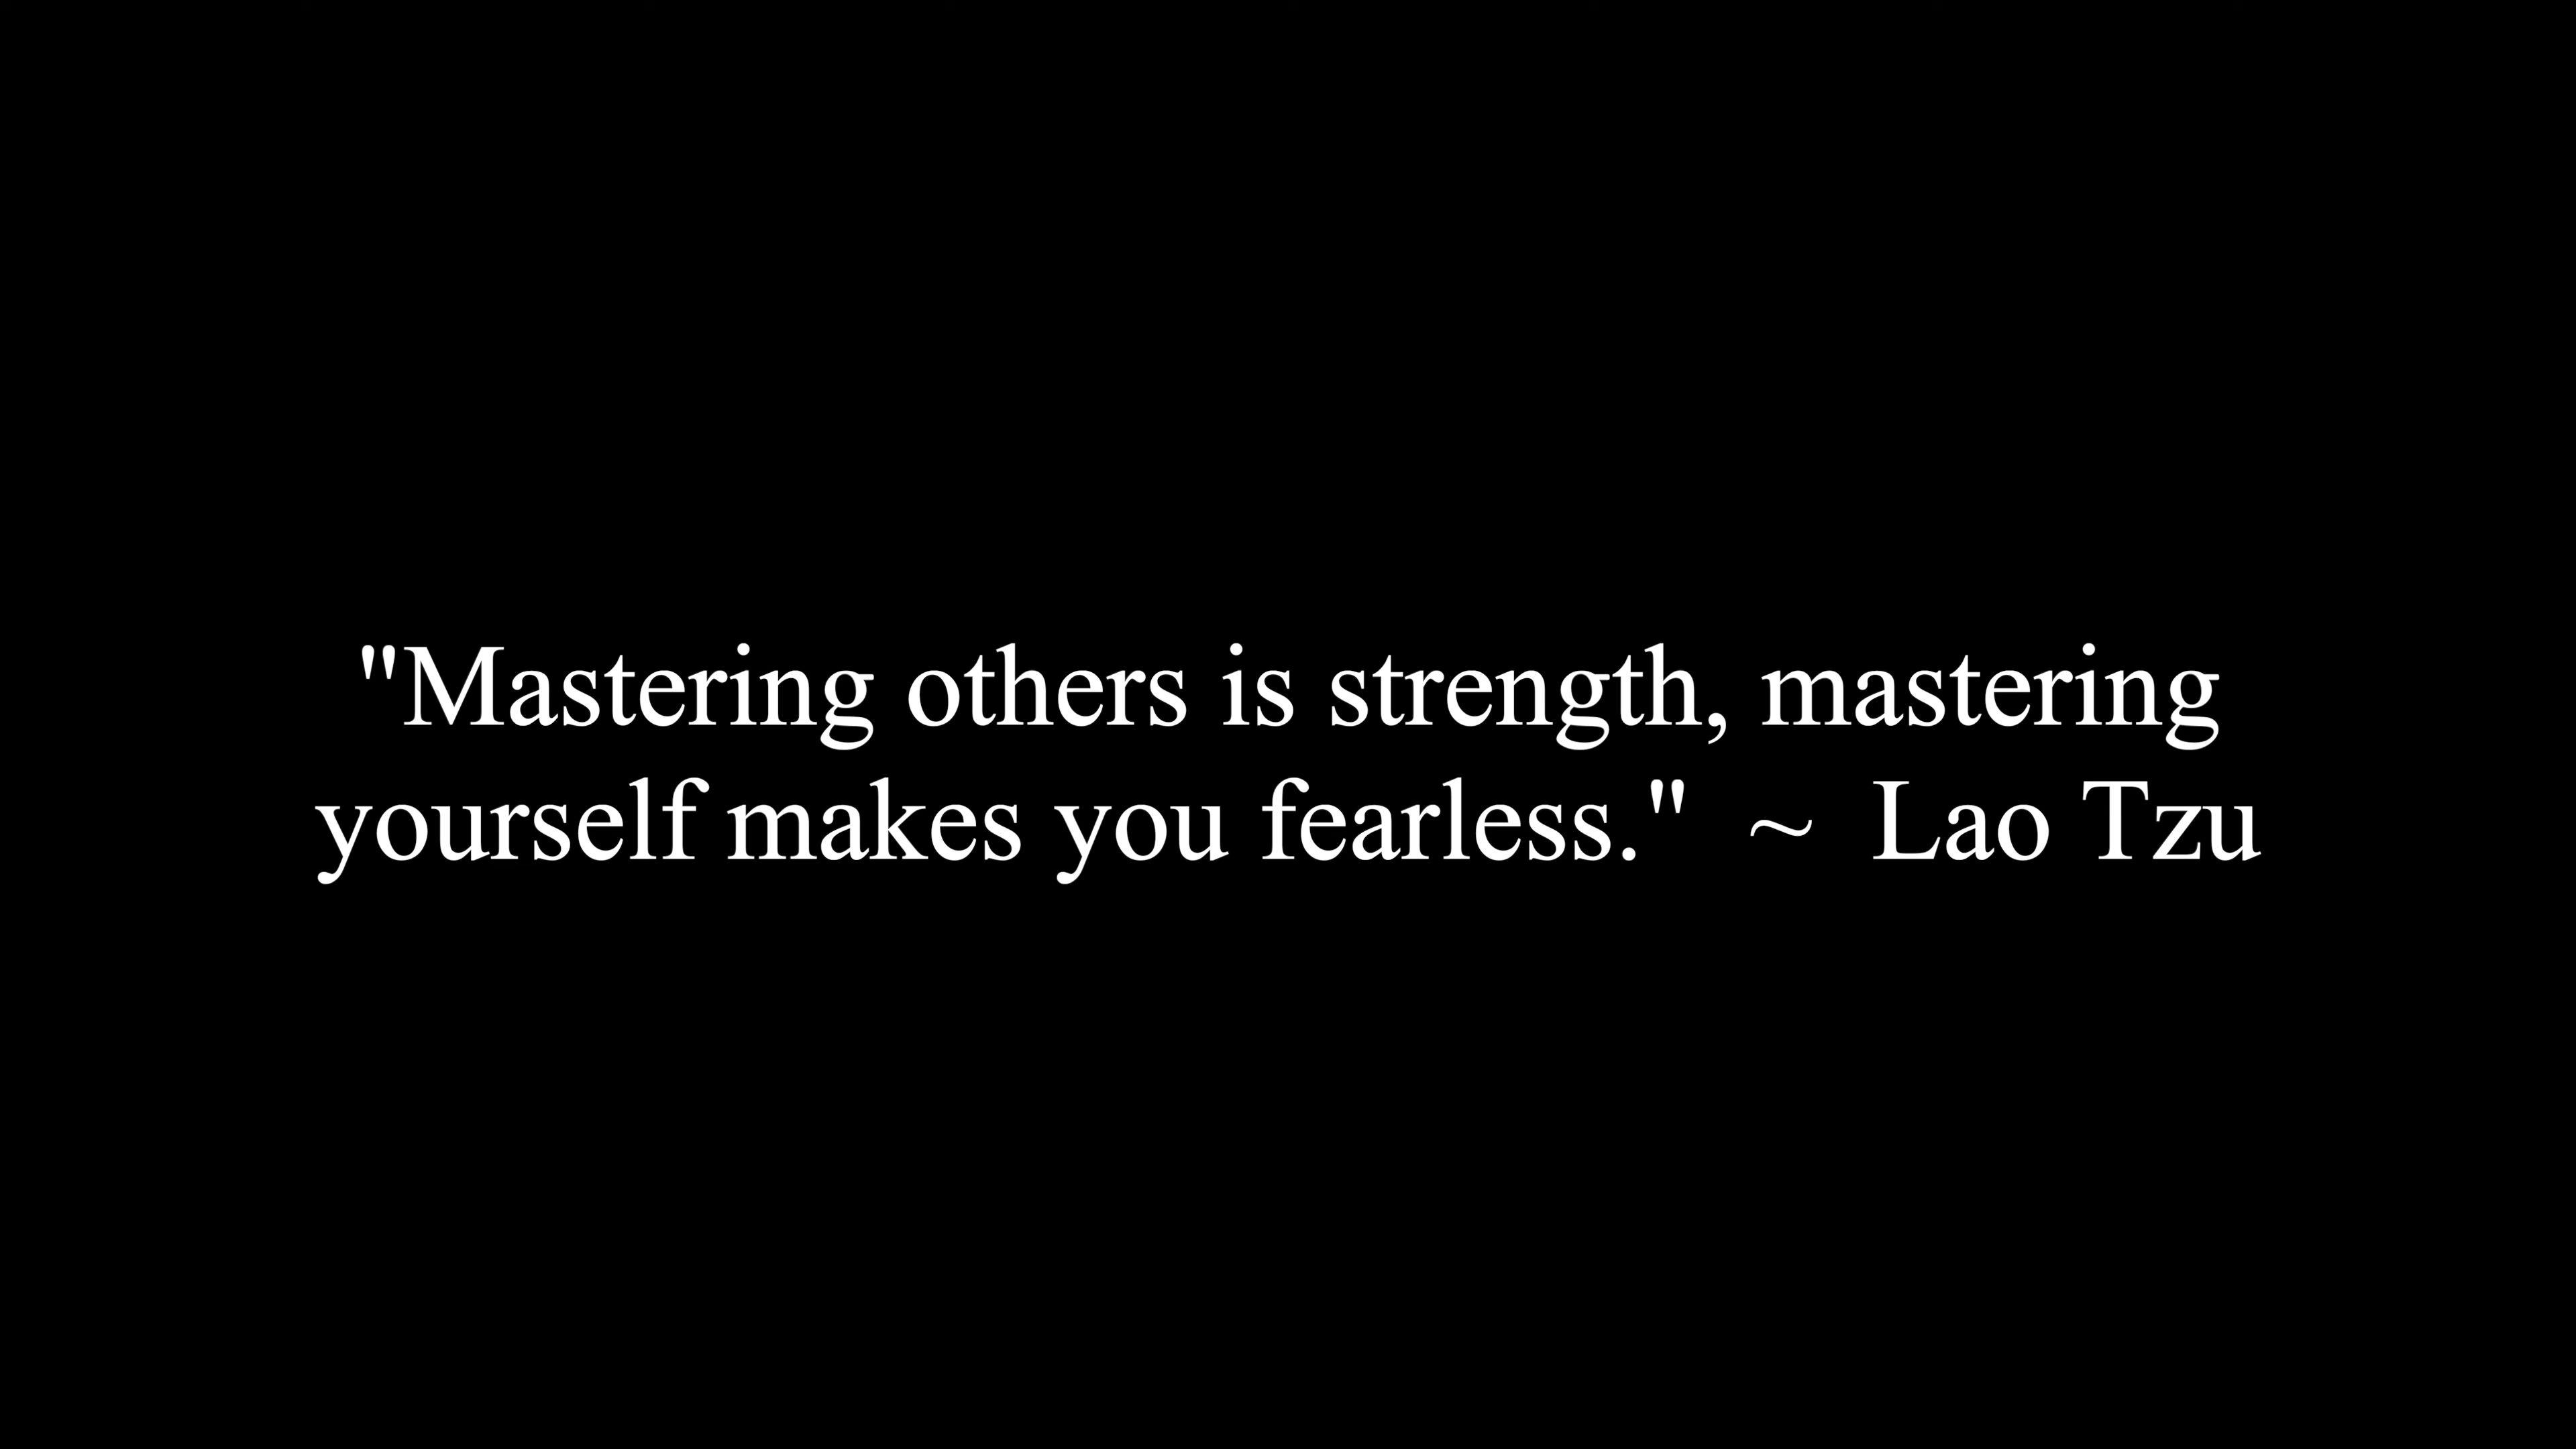 "Mastering others is strength, mastering
yourself makes you fearless."  ~  Lao Tzu